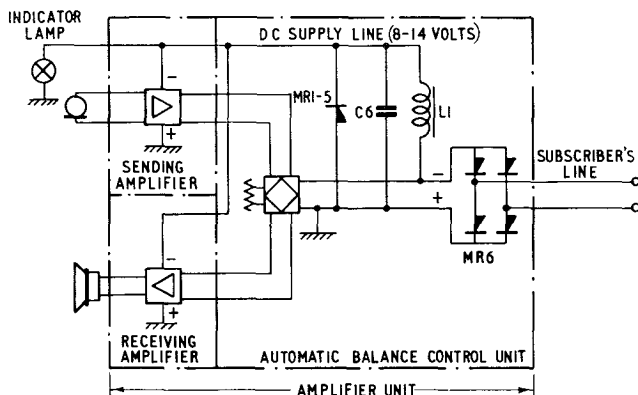 INDICATOR
LAMP
DC SUPPLY LINE (8-14 VOLTS)
MR1-5
C6
L1
−
+
SENDING
AMPLIFIER
−
+
SUBSCRIBER'S
LINE
MR6
−
+
RECEIVING
AMPLIFIER
AUTOMATIC BALANCE CONTROL UNIT
AMPLIFIER UNIT